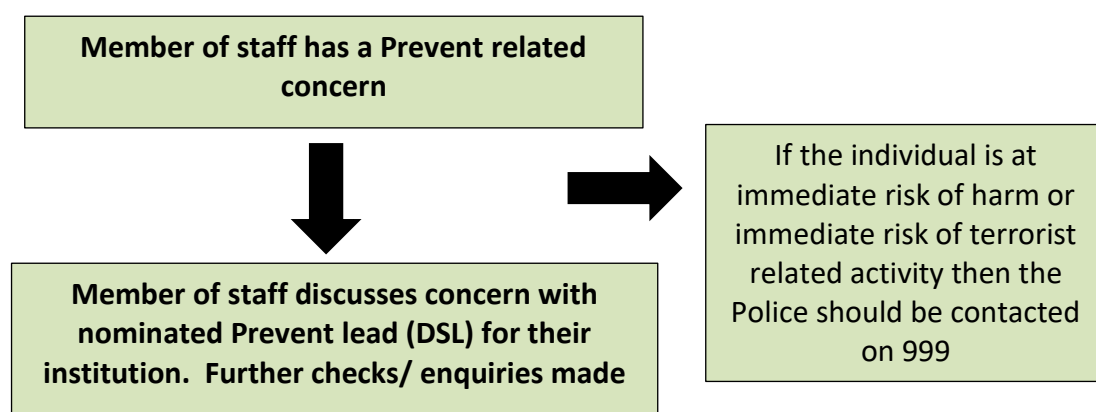 Member of staff has a Prevent related
concern
If the individual is at
immediate risk of harm or
immediate risk of terrorist
related activity then the
Police should be contacted
on 999
Member of staff discusses concern with
nominated Prevent lead (DSL) for their
institution.  Further checks/ enquiries made